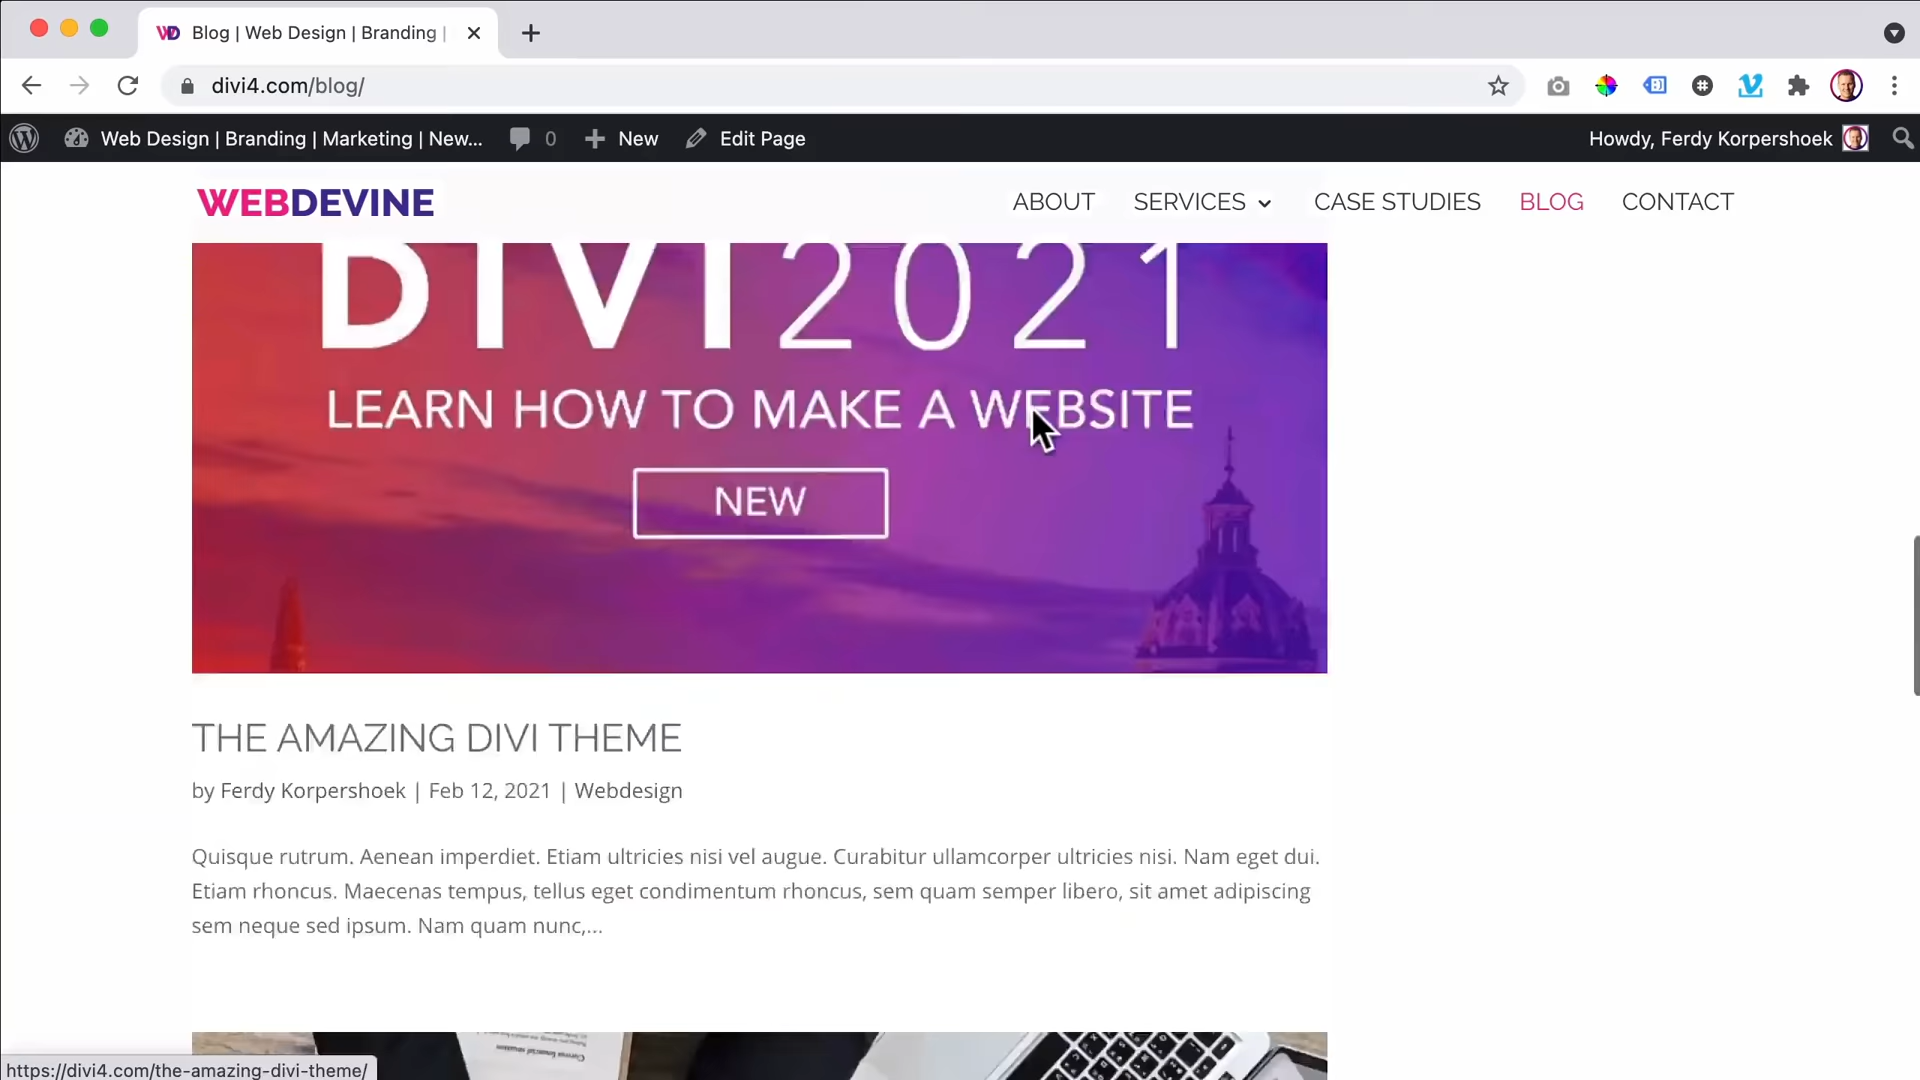 Blog | Web Design | Branding |
divi4.com/blog/
Web Design | Branding | Marketing | New... 0 New Edit Page Howdy, Ferdy Korpershoek
WEBDEVINE ABOUT SERVICES CASE STUDIES BLOG CONTACT
DIVI2021
LEARN HOW TO MAKE A WEBSITE
NEW
THE AMAZING DIVI THEME
by Ferdy Korpershoek | Feb 12, 2021 | Webdesign
Quisque rutrum. Aenean imperdiet. Etiam ultricies nisi vel augue. Curabitur ullamcorper ultricies nisi. Nam eget dui.
Etiam rhoncus. Maecenas tempus, tellus eget condimentum rhoncus, sem quam semper libero, sit amet adipiscing
sem neque sed ipsum. Nam quam nunc,...
https://divi4.com/the-amazing-divi-theme/